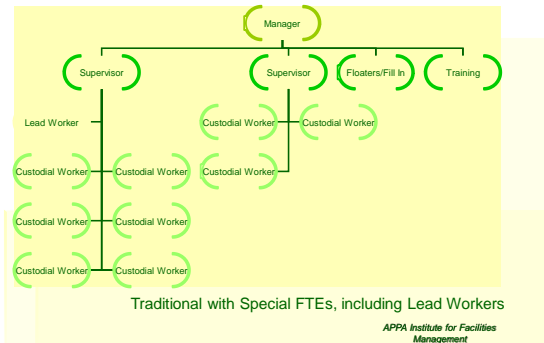 Manager
Supervisor
Supervisor
Floaters/Fill In
Training
Lead Worker
Custodial Worker
Custodial Worker
Custodial Worker
Custodial Worker
Custodial Worker
Custodial Worker
Custodial Worker
Custodial Worker
Custodial Worker
Custodial Worker
Traditional with Special FTEs, including Lead Workers
APPA Institute for Facilities
Management